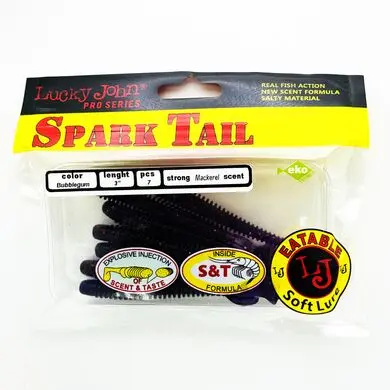 Lucky John®
PRO SERIES
REAL FISH ACTION
NEW SCENT FORMULA
SALTY MATERIAL
SPARK TAIL
color
Bubblegum
lenght
3"
pcs
7
strong Mackerel scent
eko
EXPLOSIVE INJECTION
OF
SCENT & TASTE
INSIDE
S&T
FORMULA
EATABLE
LJ
Soft Lure